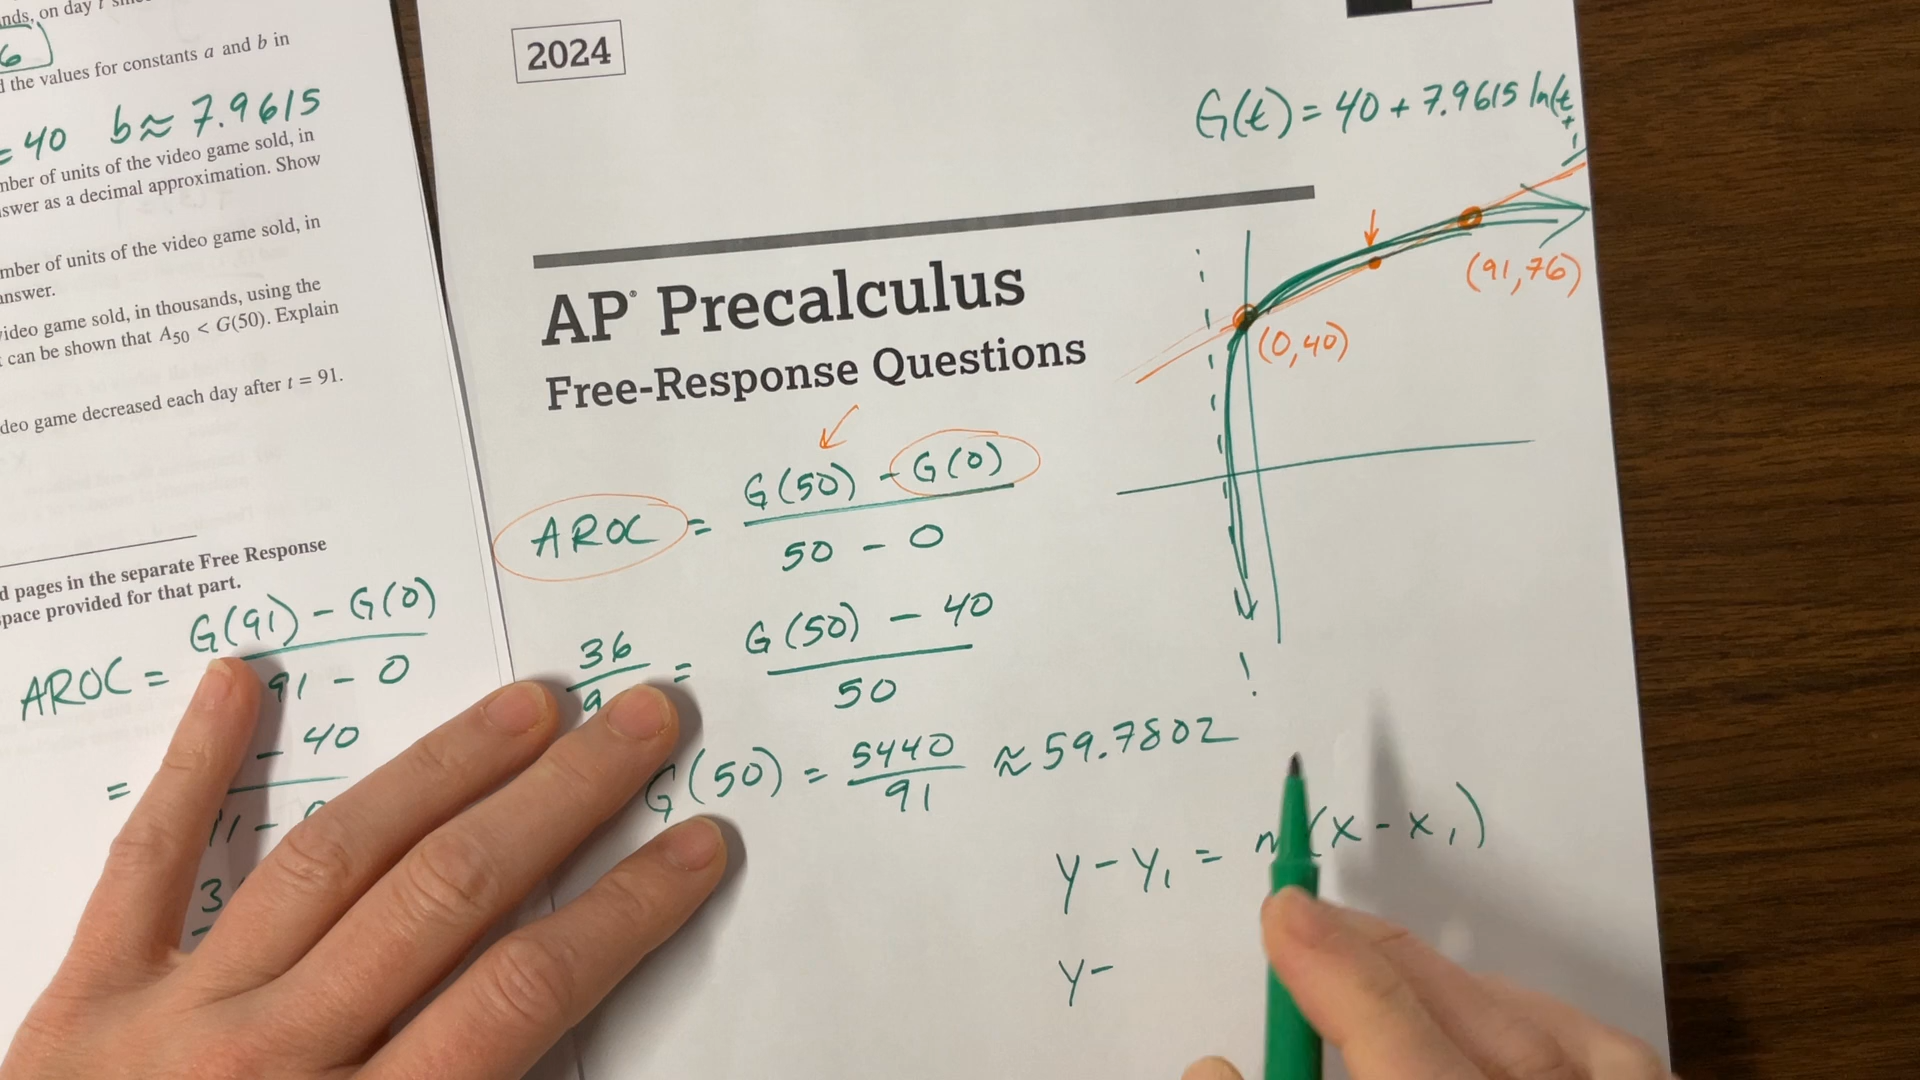 nds, on day t
6
d the values for constants a and b in
= 40 b ≈ 7.9615
mber of units of the video game sold, in
swer as a decimal approximation. Show
mber of units of the video game sold, in
answer.
video game sold, in thousands, using the
t can be shown that A50 < G(50). Explain
deo game decreased each day after t = 91.
d pages in the separate Free Response
space provided for that part.
AROC = G(91) - G(0)
91 - 0
= - 40
3
2024
G(t) = 40 + 7.9615 ln(t + 1
AP® Precalculus
Free-Response Questions
(91,76)
(0,40)
AROC = G(50) - G(0)
50 - 0
36 = G(50) - 40
9 50
G(50) = 5440 ≈ 59.7802
91
y - y1 = m(x - x1)
y -